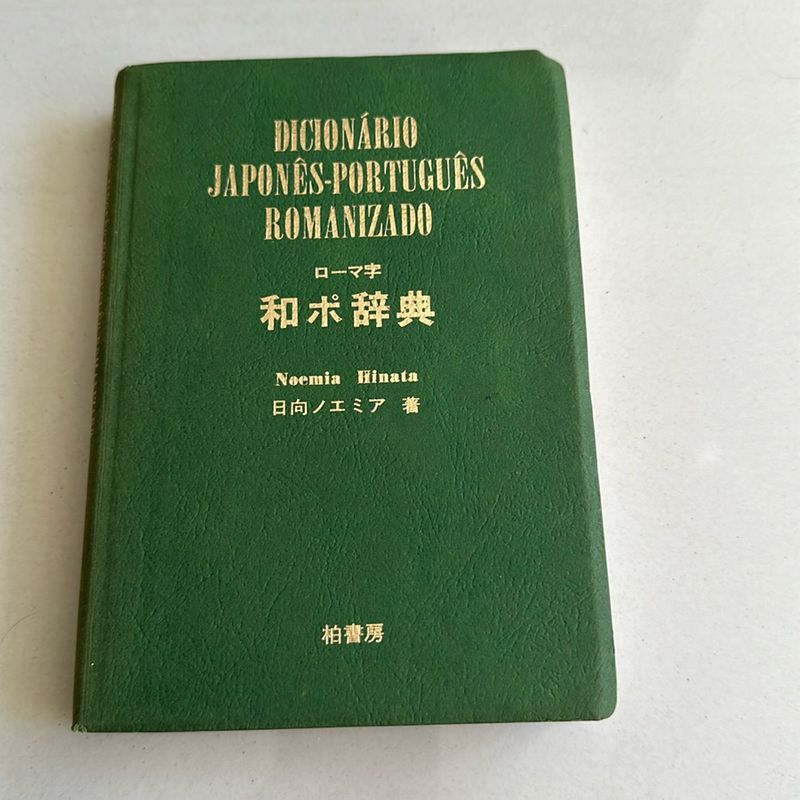 DICIONÁRIO
JAPONÊS-PORTUGUÊS
ROMANIZADO
ローマ字
和ポ辞典
Noemia Hinata
日向ノエミア 著
柏書房